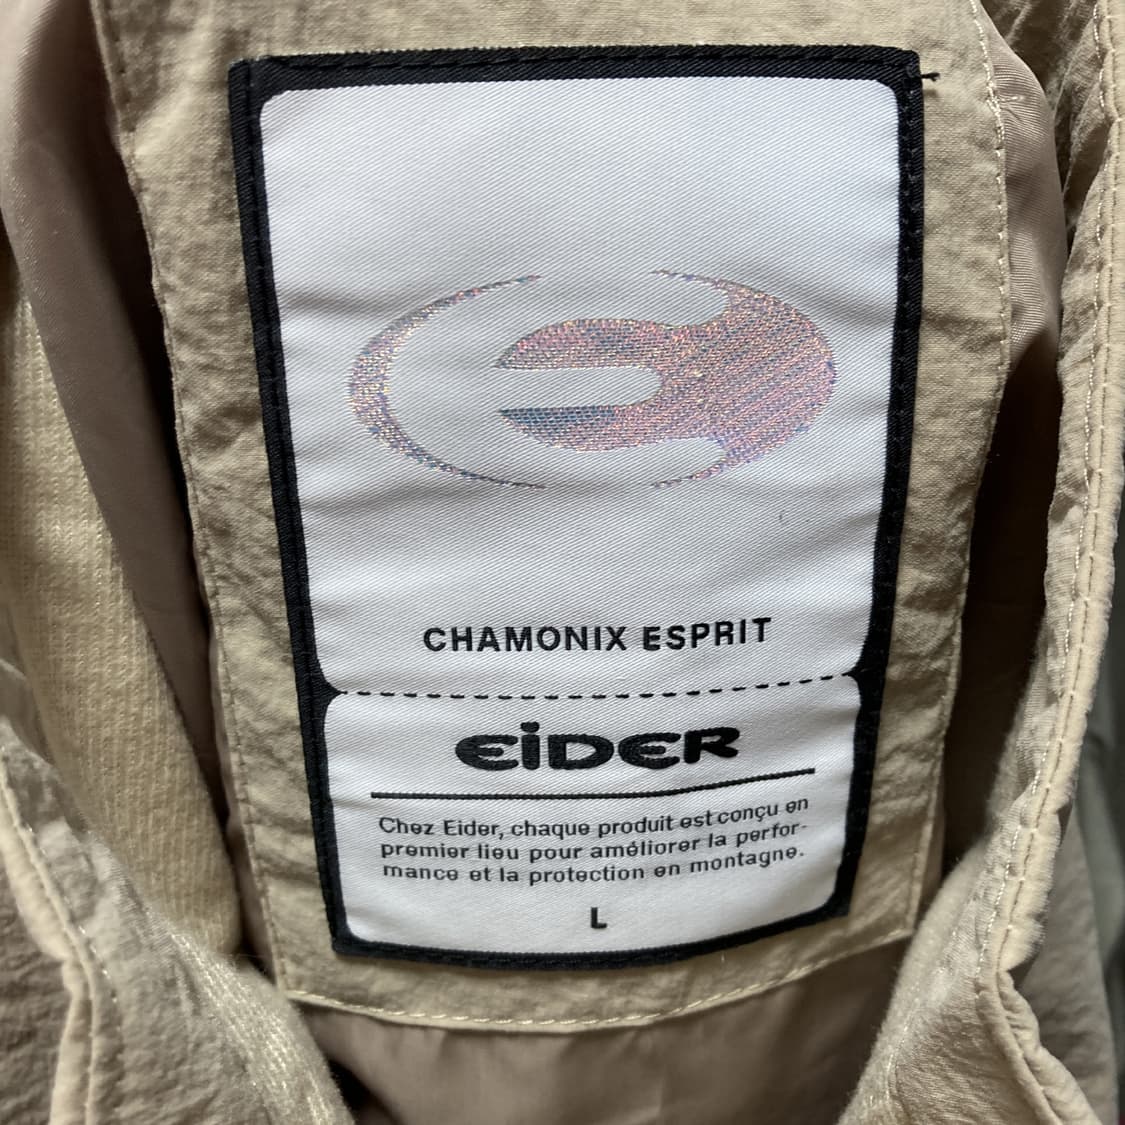 CHAMONIX ESPRIT
EiDER
Chez Eider, chaque produit est conçu en
premier lieu pour améliorer la perfor-
mance et la protection en montagne.
L